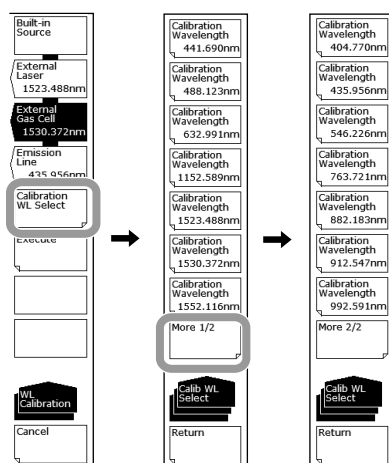 Built-in
Source
External
Laser
1523.488nm
External
Gas Cell
1530.372nm
Emission
Line
435.956nm
Calibration
WL Select
Execute
WL
Calibration
Cancel
Calibration
Wavelength
441.690nm
Calibration
Wavelength
488.123nm
Calibration
Wavelength
632.991nm
Calibration
Wavelength
1152.589nm
Calibration
Wavelength
1523.488nm
Calibration
Wavelength
1530.372nm
Calibration
Wavelength
1552.116nm
More 1/2
Calib WL
Select
Return
Calibration
Wavelength
404.770nm
Calibration
Wavelength
435.956nm
Calibration
Wavelength
546.226nm
Calibration
Wavelength
763.721nm
Calibration
Wavelength
882.183nm
Calibration
Wavelength
912.547nm
Calibration
Wavelength
992.591nm
More 2/2
Calib WL
Select
Return